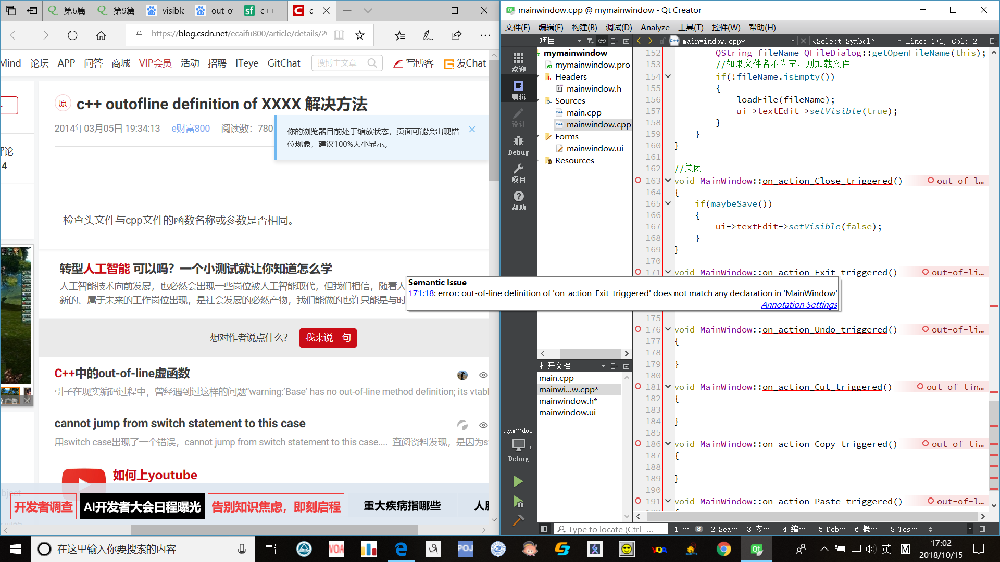 第6篇
第9篇
visible
out-o
c++ -
c-
https://blog.csdn.net/ecaifu800/article/details/20
Mind 论坛 APP 问答 商城 VIP会员 活动 招聘 ITeye GitChat 搜博主文章 写博客 发Chat
评论
4
原 c++ outofline definition of XXXX 解决方法
2014年03月05日 19:34:13 e财富800 阅读数：780
你的浏览器目前处于缩放状态，页面可能会出现错
位现象，建议100%大小显示。
检查头文件与cpp文件的函数名称或参数是否相同。
转型人工智能 可以吗？一个小测试就让你知道怎么学
人工智能技术向前发展，也必然会出现一些岗位被人工智能取代，但我们相信，随着人
新的、属于未来的工作岗位出现，是社会发展的必然产物，我们能做的也许只能是与时
想对作者说点什么？ 我来说一句
C++中的out-of-line虚函数
引子在现实编码过程中，曾经遇到过这样的问题“warning:’Base’ has no out-of-line method definition; its vtabl
cannot jump from switch statement to this case
用switch case出现了一个错误，cannot jump from switch statement to this case.... 查阅资料发现，是因为sw
如何上youtube
广告
bject
开发者调查 AI开发者大会日程曝光 告别知识焦虑，即刻启程 重大疾病指哪些 人脸
mainwindow.cpp @ mymainwindow - Qt Creator
文件(F) 编辑(E) 构建(B) 调试(D) Analyze 工具(T) 控件(W) 帮助(H)
项目
mainwindow.cpp* <Select Symbol> Line: 172, Col: 2
欢迎
编辑
设计
Debug
项目
帮助
mymainwindow
mymainwindow.pro
Headers
mainwindow.h
Sources
main.cpp
mainwindow.cpp
Forms
mainwindow.ui
Resources
152 QString fileName=QFileDialog::getOpenFileName(this);
153 //如果文件名不为空，则加载文件
154 if(!fileName.isEmpty())
155 {
156 loadFile(fileName);
157 ui->textEdit->setVisible(true);
158 }
159 }
160 }
161
162 //关闭
163 void MainWindow::on_action_Close_triggered() out-of-l…
164 {
165 if(maybeSave())
166 {
167 ui->textEdit->setVisible(false);
168 }
169 }
170
171 void MainWindow::on_action_Exit_triggered() out-of-li…
Semantic Issue
171:18: error: out-of-line definition of 'on_action_Exit_triggered' does not match any declaration in 'MainWindow'
Annotation Settings
175
176 void MainWindow::on_action_Undo_triggered() out-of-li…
177 {
178
179 }
180
181 void MainWindow::on_action_Cut_triggered() out-of-lin…
182 {
183
184 }
185
186 void MainWindow::on_action_Copy_triggered() out-of-li…
187 {
188
189 }
190
191 void MainWindow::on_action_Paste_triggered() out-of-l…
打开文档
main.cpp
mainwi...w.cpp*
mainwindow.h*
mainwindow.ui
mym…dow
Debug
Type to locate (Ctrl+... 1 … 8 2 Sea… 3 应… 4 编… 5 Deb… 6 概… 8 Tes…
在这里输入你要搜索的内容
VOA
POJ
VOA
英 M
17:02
2018/10/15